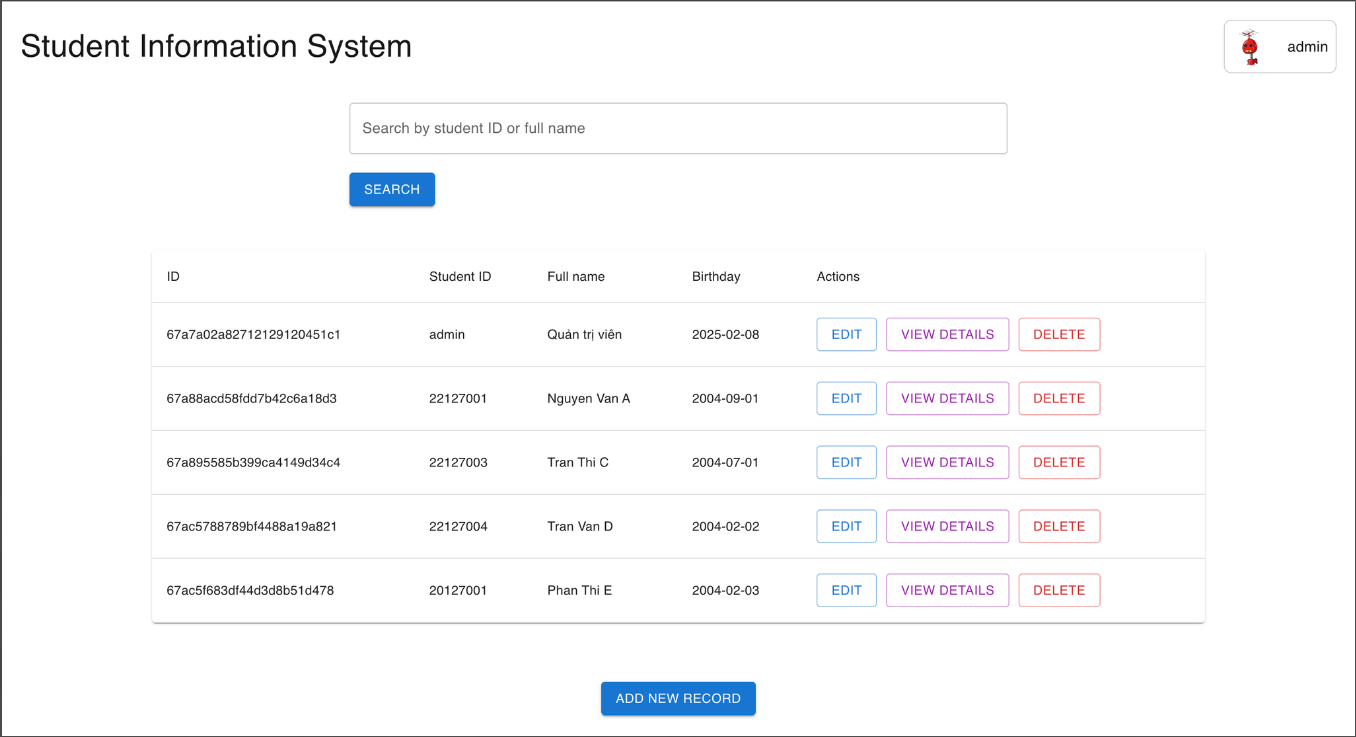 Student Information System
admin
Search by student ID or full name
SEARCH
ID Student ID Full name Birthday Actions
67a7a02a82712129120451c1 admin Quản trị viên 2025-02-08 EDIT VIEW DETAILS DELETE
67a88acd58fdd7b42c6a18d3 22127001 Nguyen Van A 2004-09-01 EDIT VIEW DETAILS DELETE
67a895585b399ca4149d34c4 22127003 Tran Thi C 2004-07-01 EDIT VIEW DETAILS DELETE
67ac5788789bf4488a19a821 22127004 Tran Van D 2004-02-02 EDIT VIEW DETAILS DELETE
67ac5f683df44d3d8b51d478 20127001 Phan Thi E 2004-02-03 EDIT VIEW DETAILS DELETE
ADD NEW RECORD